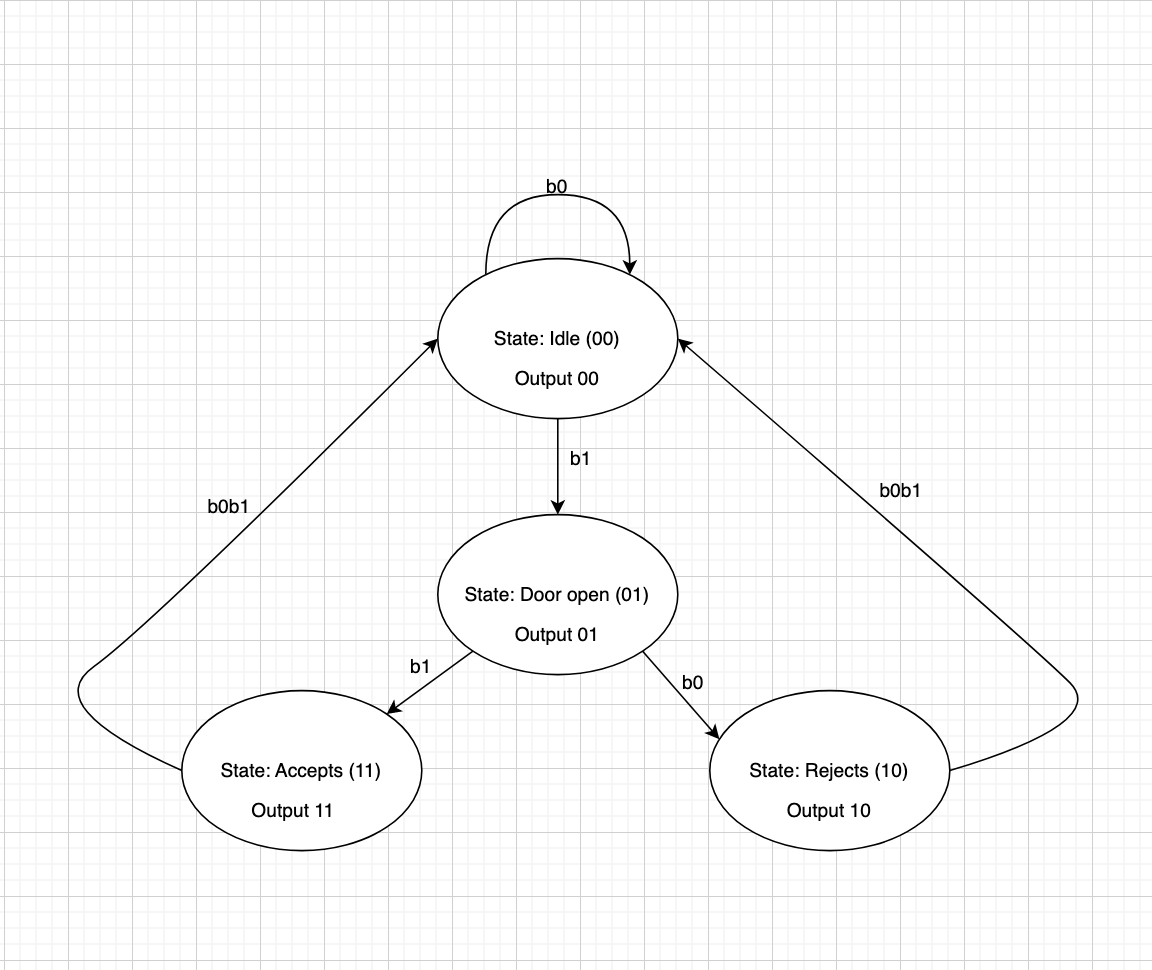 b0
State: Idle (00)
Output 00
b1
b0b1
b0b1
State: Door open (01)
Output 01
b1
b0
State: Accepts (11)
Output 11
State: Rejects (10)
Output 10